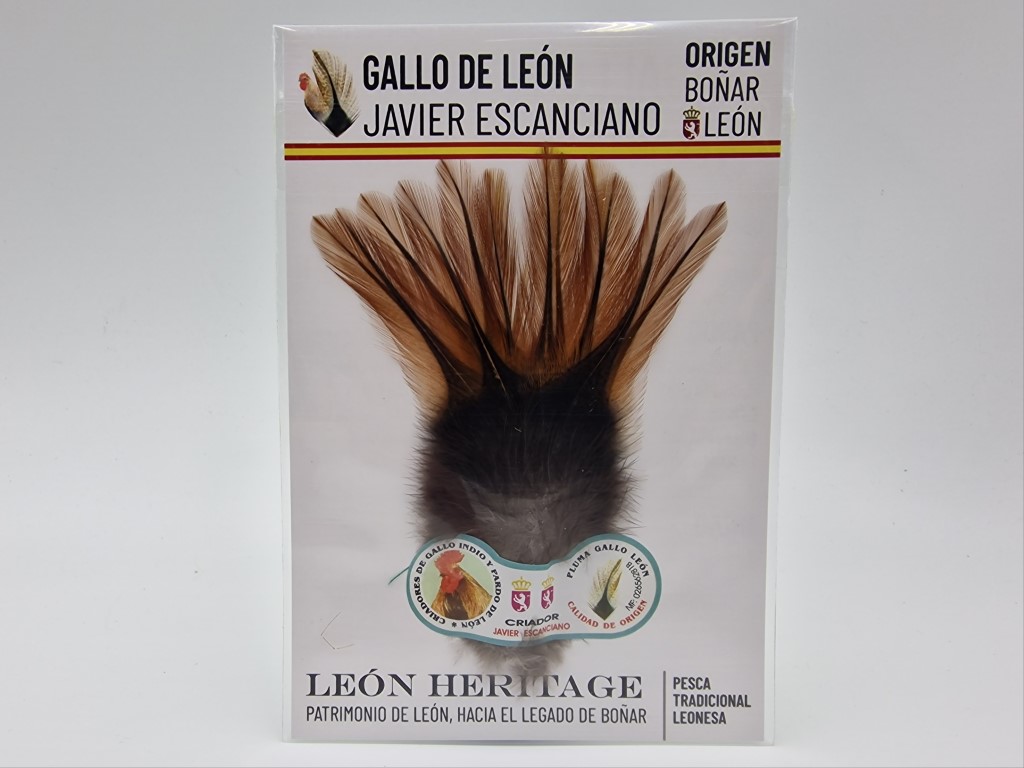 GALLO DE LEÓN
JAVIER ESCANCIANO
ORIGEN
BOÑAR
LEÓN
CRIADORES DE GALLO INDIO Y PARDO DE LEÓN
CRIADOR
JAVIER ESCANCIANO
PLUMA GALLO LEÓN
CALIDAD DE ORIGEN
LEÓN HERITAGE
PATRIMONIO DE LEÓN, HACIA EL LEGADO DE BOÑAR
PESCA
TRADICIONAL
LEONESA